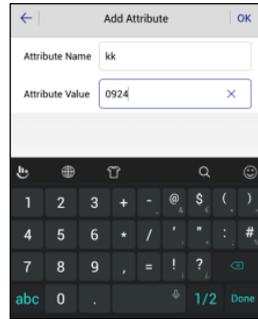 Add Attribute OK
Attribute Name kk
Attribute Value 0924
1 2 3 + - @ & $ € ( )
4 5 6 * / ' " : #
7 8 9 , = ! ?
abc 0 . 1/2 Done